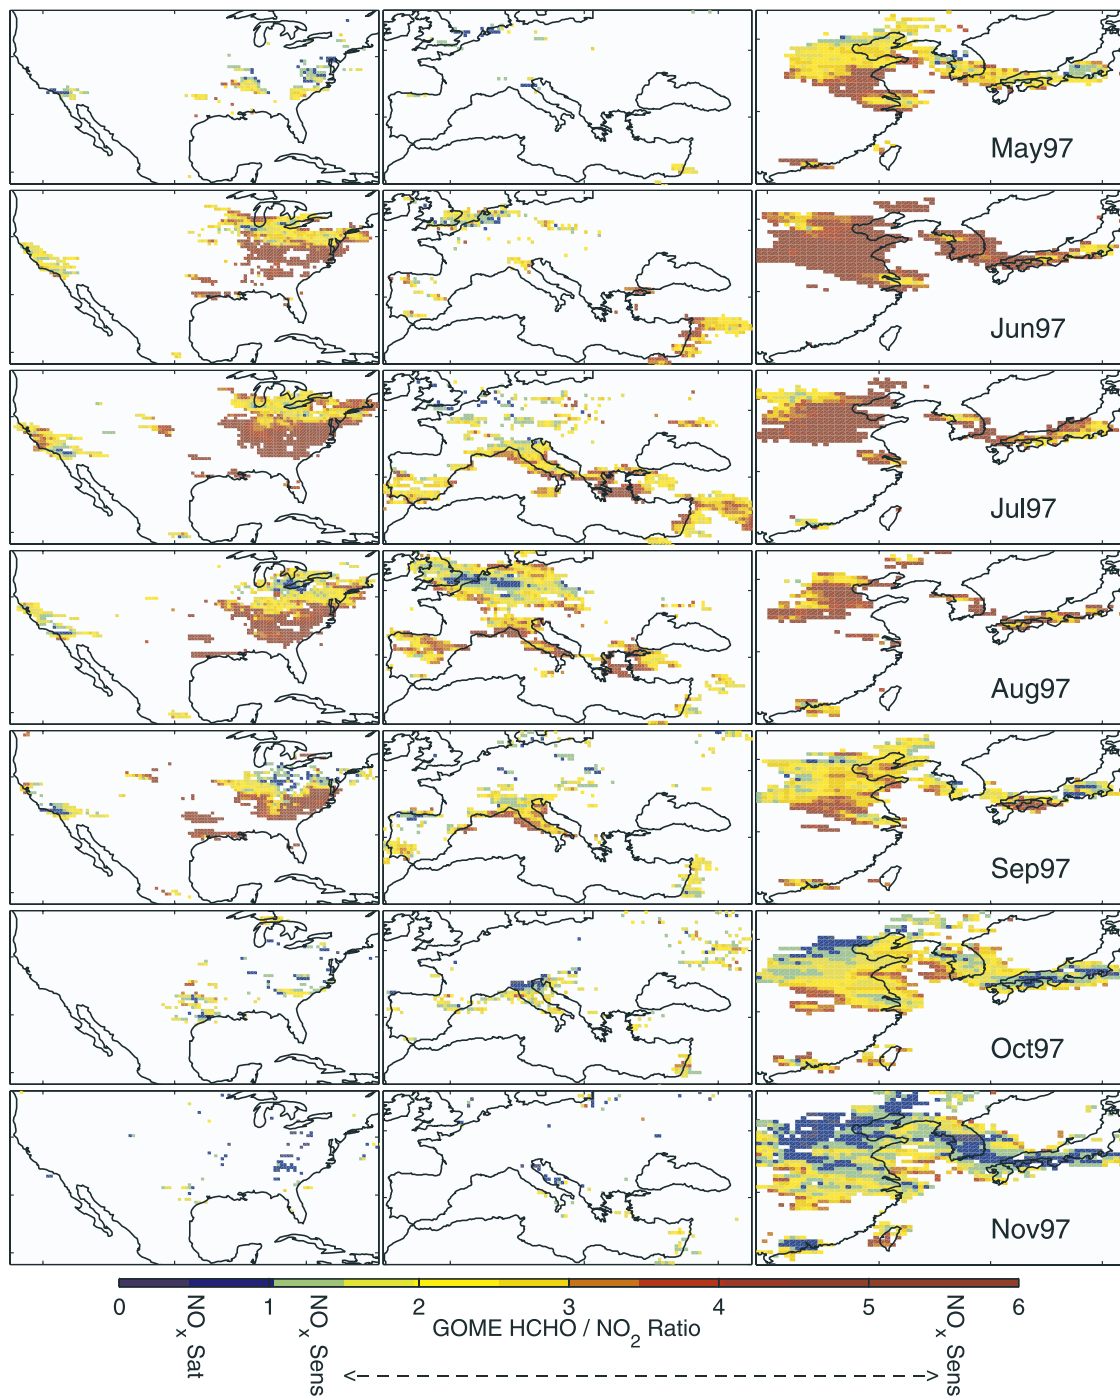 May97
Jun97
Jul97
Aug97
Sep97
Oct97
Nov97
0 1 2 3 4 5 6
NOx Sat
NOx Sens
GOME HCHO / NO2 Ratio
NOx Sens